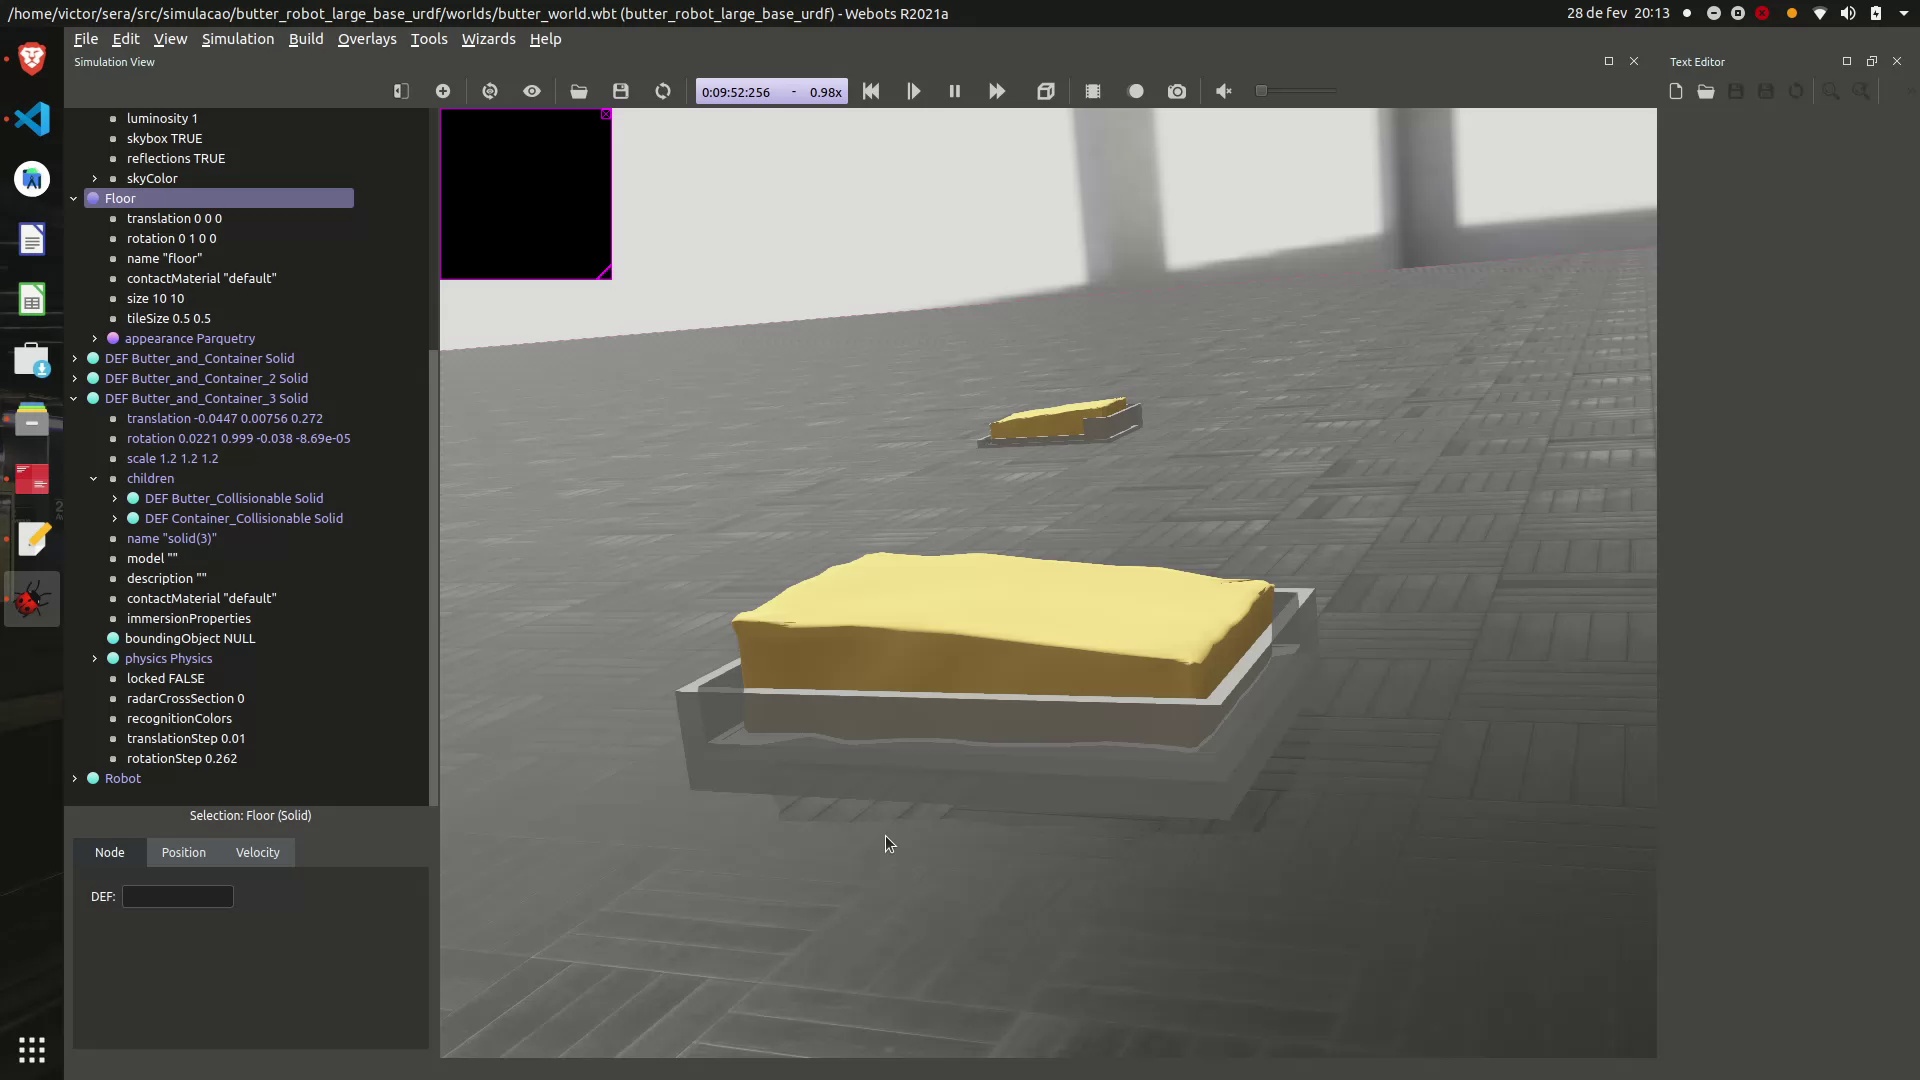 /home/victor/sera/src/simulacao/butter_robot_large_base_urdf/worlds/butter_world.wbt (butter_robot_large_base_urdf) - Webots R2021a
28 de fev 20:13
File Edit View Simulation Build Overlays Tools Wizards Help
Simulation View
Text Editor
0:09:52:256 - 0.98x
luminosity 1
skybox TRUE
reflections TRUE
skyColor
Floor
translation 0 0 0
rotation 0 1 0 0
name "floor"
contactMaterial "default"
size 10 10
tileSize 0.5 0.5
appearance Parquetry
DEF Butter_and_Container Solid
DEF Butter_and_Container_2 Solid
DEF Butter_and_Container_3 Solid
translation -0.0447 0.00756 0.272
rotation 0.0221 0.999 -0.038 -8.69e-05
scale 1.2 1.2 1.2
children
DEF Butter_Collisionable Solid
DEF Container_Collisionable Solid
name "solid(3)"
model ""
description ""
contactMaterial "default"
immersionProperties
boundingObject NULL
physics Physics
locked FALSE
radarCrossSection 0
recognitionColors
translationStep 0.01
rotationStep 0.262
Robot
Selection: Floor (Solid)
Node Position Velocity
DEF: